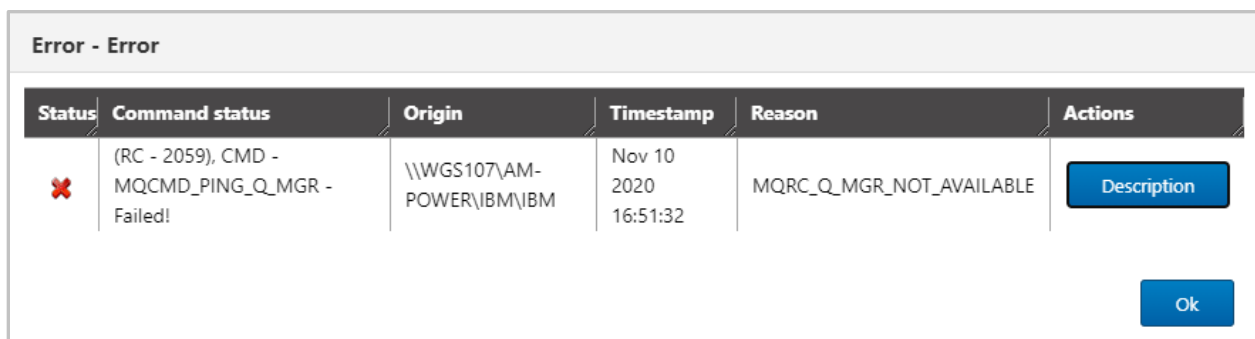 Error - Error
Status Command status Origin Timestamp Reason Actions
(RC - 2059), CMD -
MQCMD_PING_Q_MGR -
Failed!
\\WGS107\AM-
POWER\IBM\IBM
Nov 10
2020
16:51:32
MQRC_Q_MGR_NOT_AVAILABLE
Description
Ok